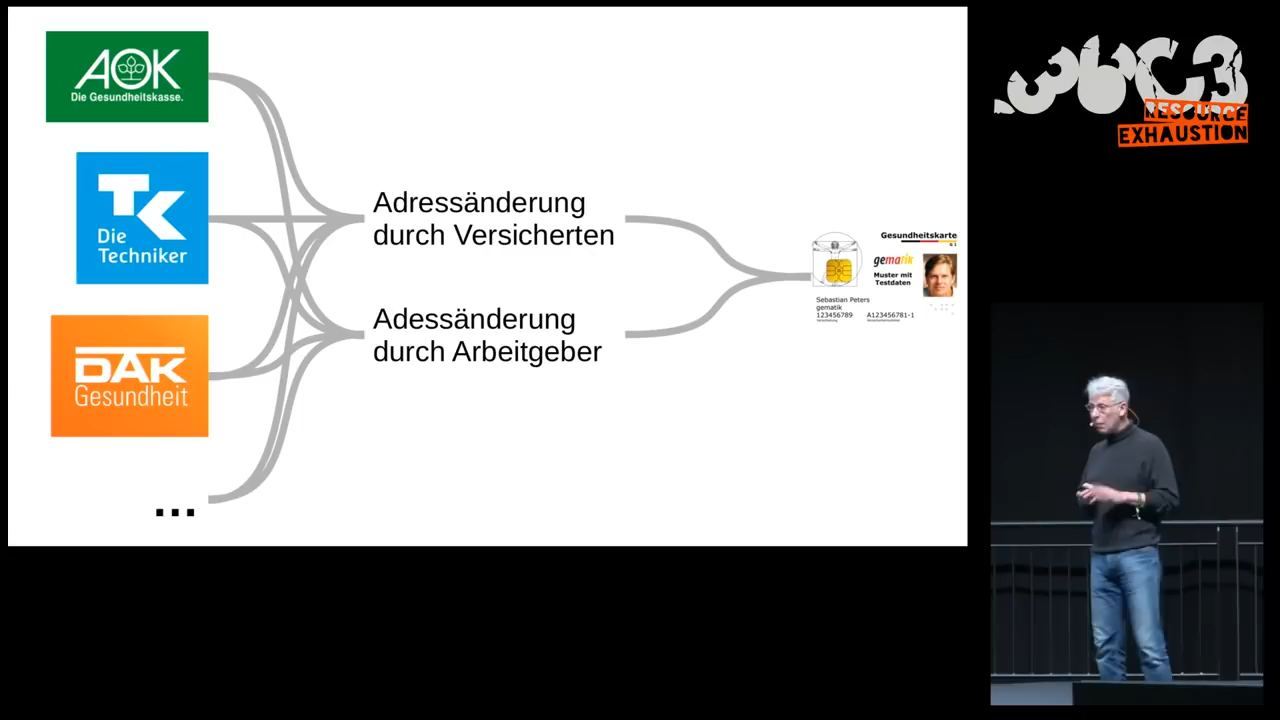 AOK
Die Gesundheitskasse.
TK
Die
Techniker
DAK
Gesundheit
...
Adressänderung
durch Versicherten
Adessänderung
durch Arbeitgeber
Gesundheitskarte
G 1
gematik
Muster mit
Testdaten
Sebastian Peters
gematik
123456789 A123456781-1
36C3
RESOURCE
EXHAUSTION